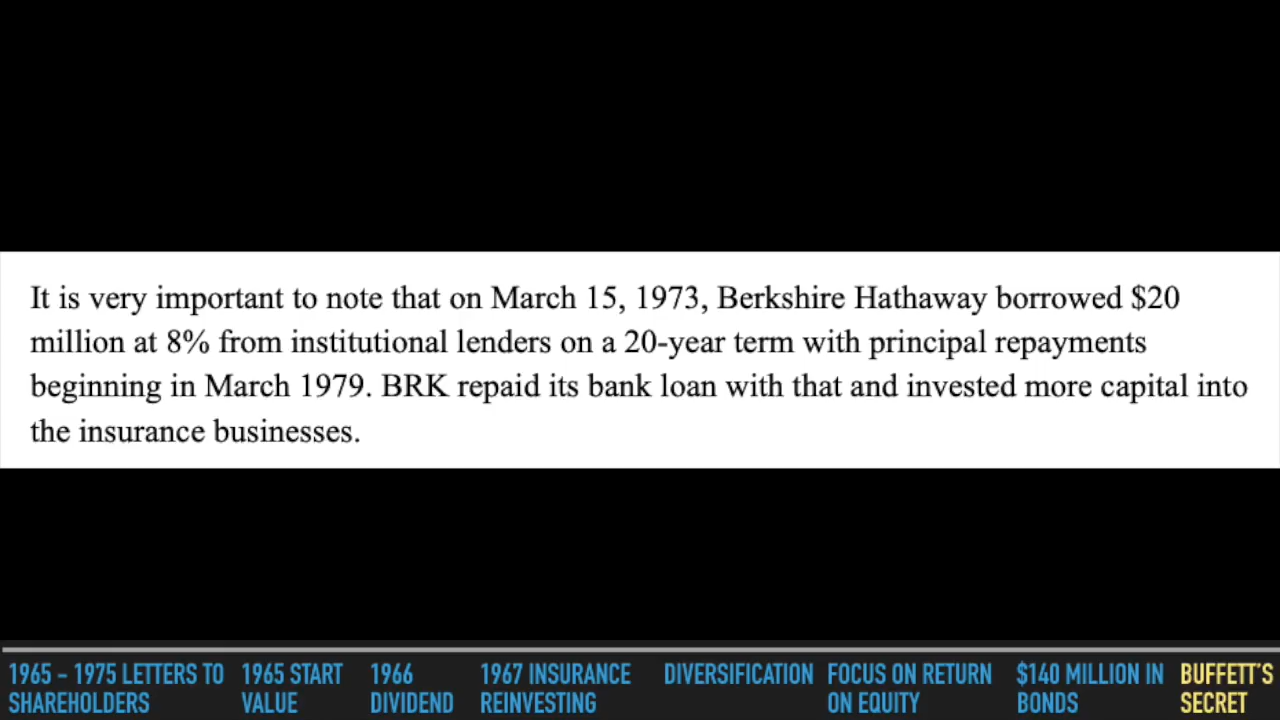 It is very important to note that on March 15, 1973, Berkshire Hathaway borrowed $20
million at 8% from institutional lenders on a 20-year term with principal repayments
beginning in March 1979. BRK repaid its bank loan with that and invested more capital into
the insurance businesses.
1965 – 1975 LETTERS TO
SHAREHOLDERS
1965 START
VALUE
1966
DIVIDEND
1967 INSURANCE
REINVESTING
DIVERSIFICATION
FOCUS ON RETURN
ON EQUITY
$140 MILLION IN
BONDS
BUFFETT'S
SECRET